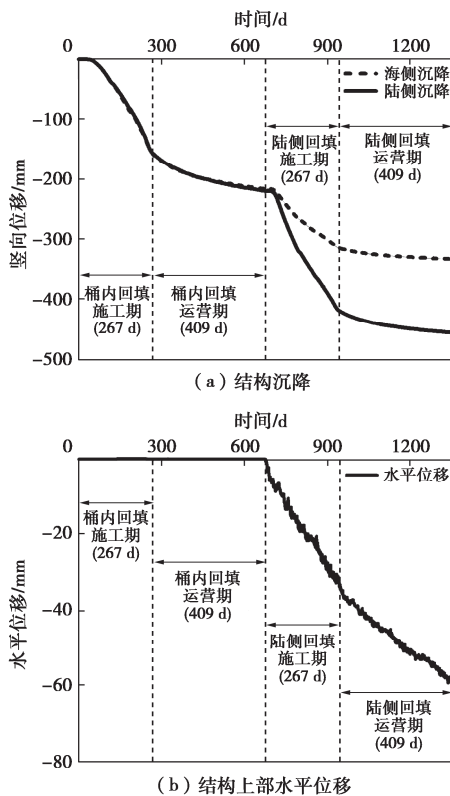 时间/d
0 300 600 900 1200
海侧沉降
陆侧沉降
-100
-200
-300
-400
-500
竖向位移/mm
陆侧回填
施工期
(267 d)
陆侧回填
运营期
(409 d)
桶内回填
施工期
(267 d)
桶内回填
运营期
(409 d)
(a)结构沉降
时间/d
0 300 600 900 1200
水平位移
-20
-40
-60
-80
水平位移/mm
桶内回填
施工期
(267 d)
桶内回填
运营期
(409 d)
陆侧回填
施工期
(267 d)
陆侧回填
运营期
(409 d)
(b)结构上部水平位移